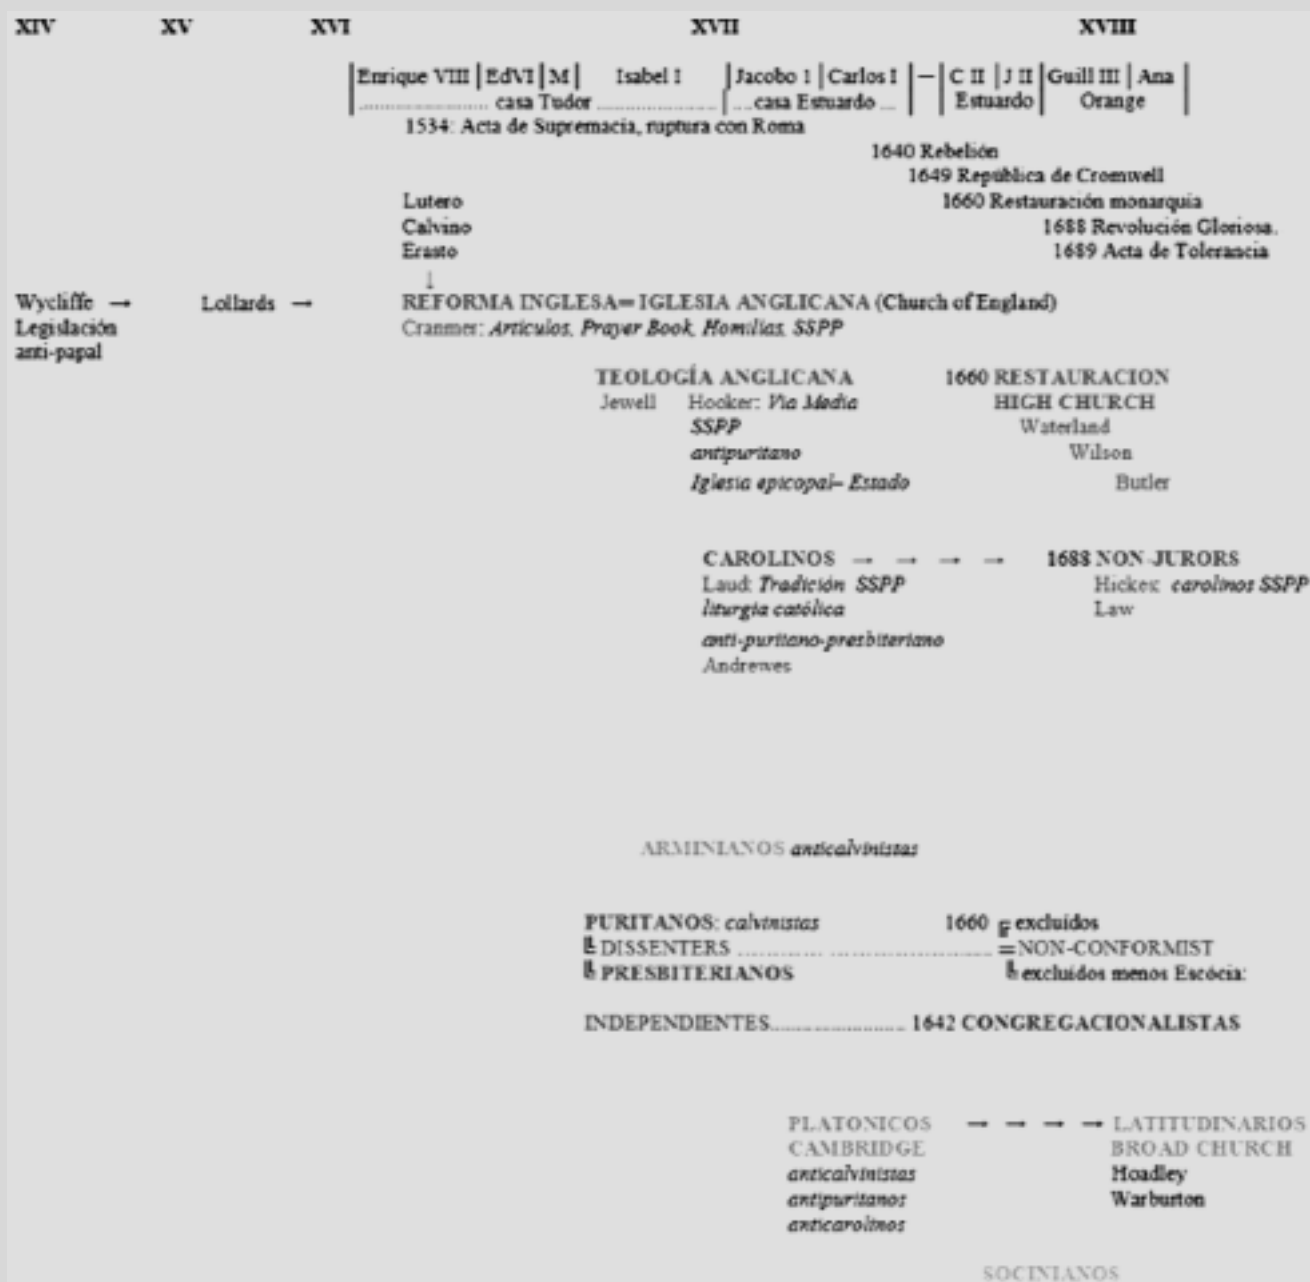 XIV XV XVI XVII XVIII
Enrique VIII | EdVI | M | Isabel I | Jacobo 1 | Carlos I | — | C II | J II | Guill III | Ana
casa Tudor casa Estuardo Estuardo Orange
1534: Acta de Supremacia, ruptura con Roma
1640 Rebelión
1649 República de Cromwell
Lutero 1660 Restauración monarquia
Calvino 1688 Revolución Gloriosa.
Erasto 1689 Acta de Tolerancia
↓
Wycliffe → Lollards → REFORMA INGLESA= IGLESIA ANGLICANA (Church of England)
Legislación Cranmer: Artículos, Prayer Book, Homilías, SSPP
anti-papal
TEOLOGÍA ANGLICANA 1660 RESTAURACION
Jewell Hooker: Via Media HIGH CHURCH
SSPP Waterland
antipuritano Wilson
Iglesia epicopal– Estado Butler
CAROLINOS → → → → 1688 NON-JURORS
Laud: Tradición SSPP Hickes: carolinos SSPP
liturgia católica Law
anti-puritano-presbiteriano
Andrewes
ARMINIANOS anticalvinistas
PURITANOS: calvinistas 1660 ╔ excluídos
╚ DISSENTERS ........................ =NON-CONFORMIST
╚ PRESBITERIANOS ╚ excluídos menos Escócia:
INDEPENDIENTES........................ 1642 CONGREGACIONALISTAS
PLATONICOS → → → → LATITUDINARIOS
CAMBRIDGE BROAD CHURCH
anticalvinistas Hoadley
antipuritanos Warburton
anticarolinos
SOCINIANOS